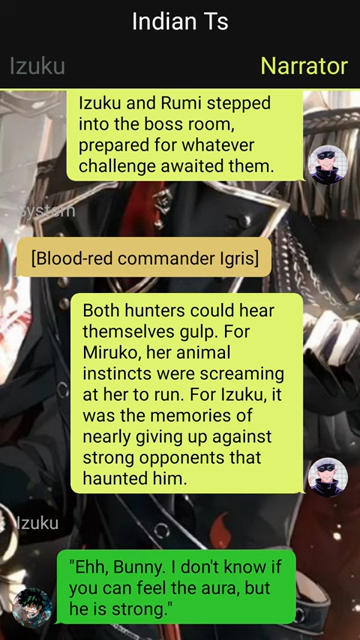 Indian Ts
Izuku
Narrator
Izuku and Rumi stepped
into the boss room,
prepared for whatever
challenge awaited them.
system
[Blood-red commander Igris]
Both hunters could hear
themselves gulp. For
Miruko, her animal
instincts were screaming
at her to run. For Izuku, it
was the memories of
nearly giving up against
strong opponents that
haunted him.
Izuku
"Ehh, Bunny. I don't know if
you can feel the aura, but
he is strong."